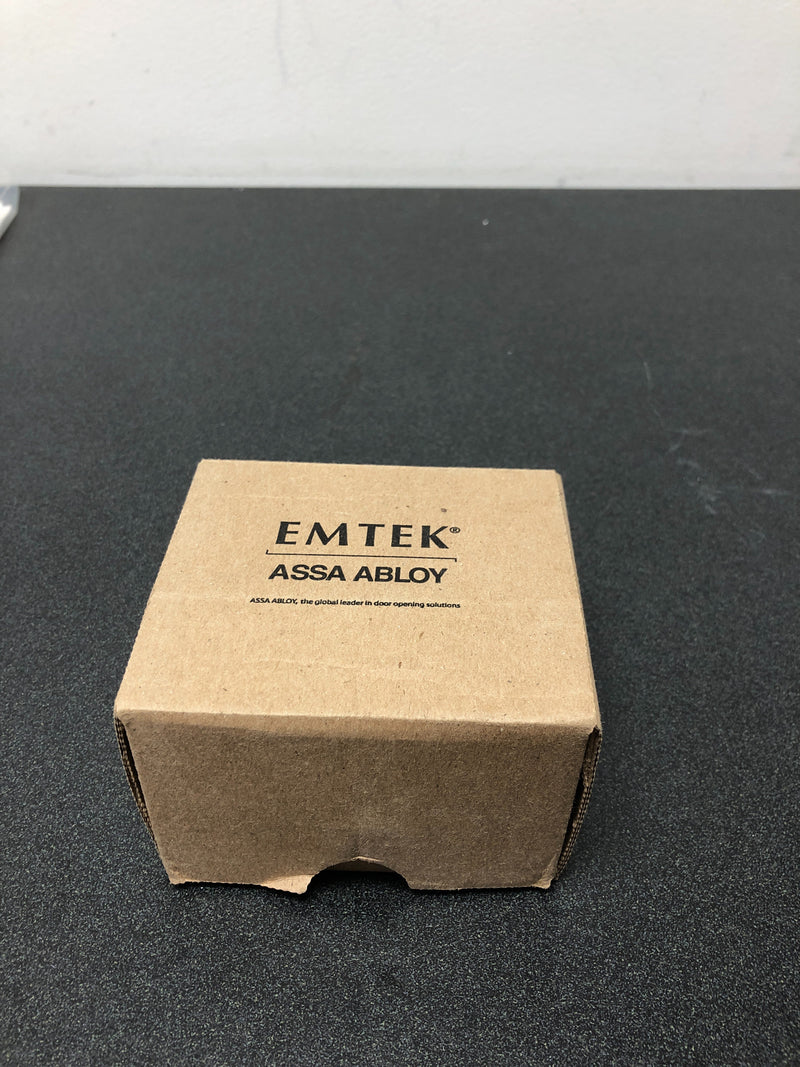 EMTEK®
ASSA ABLOY
ASSA ABLOY, the global leader in door opening solutions